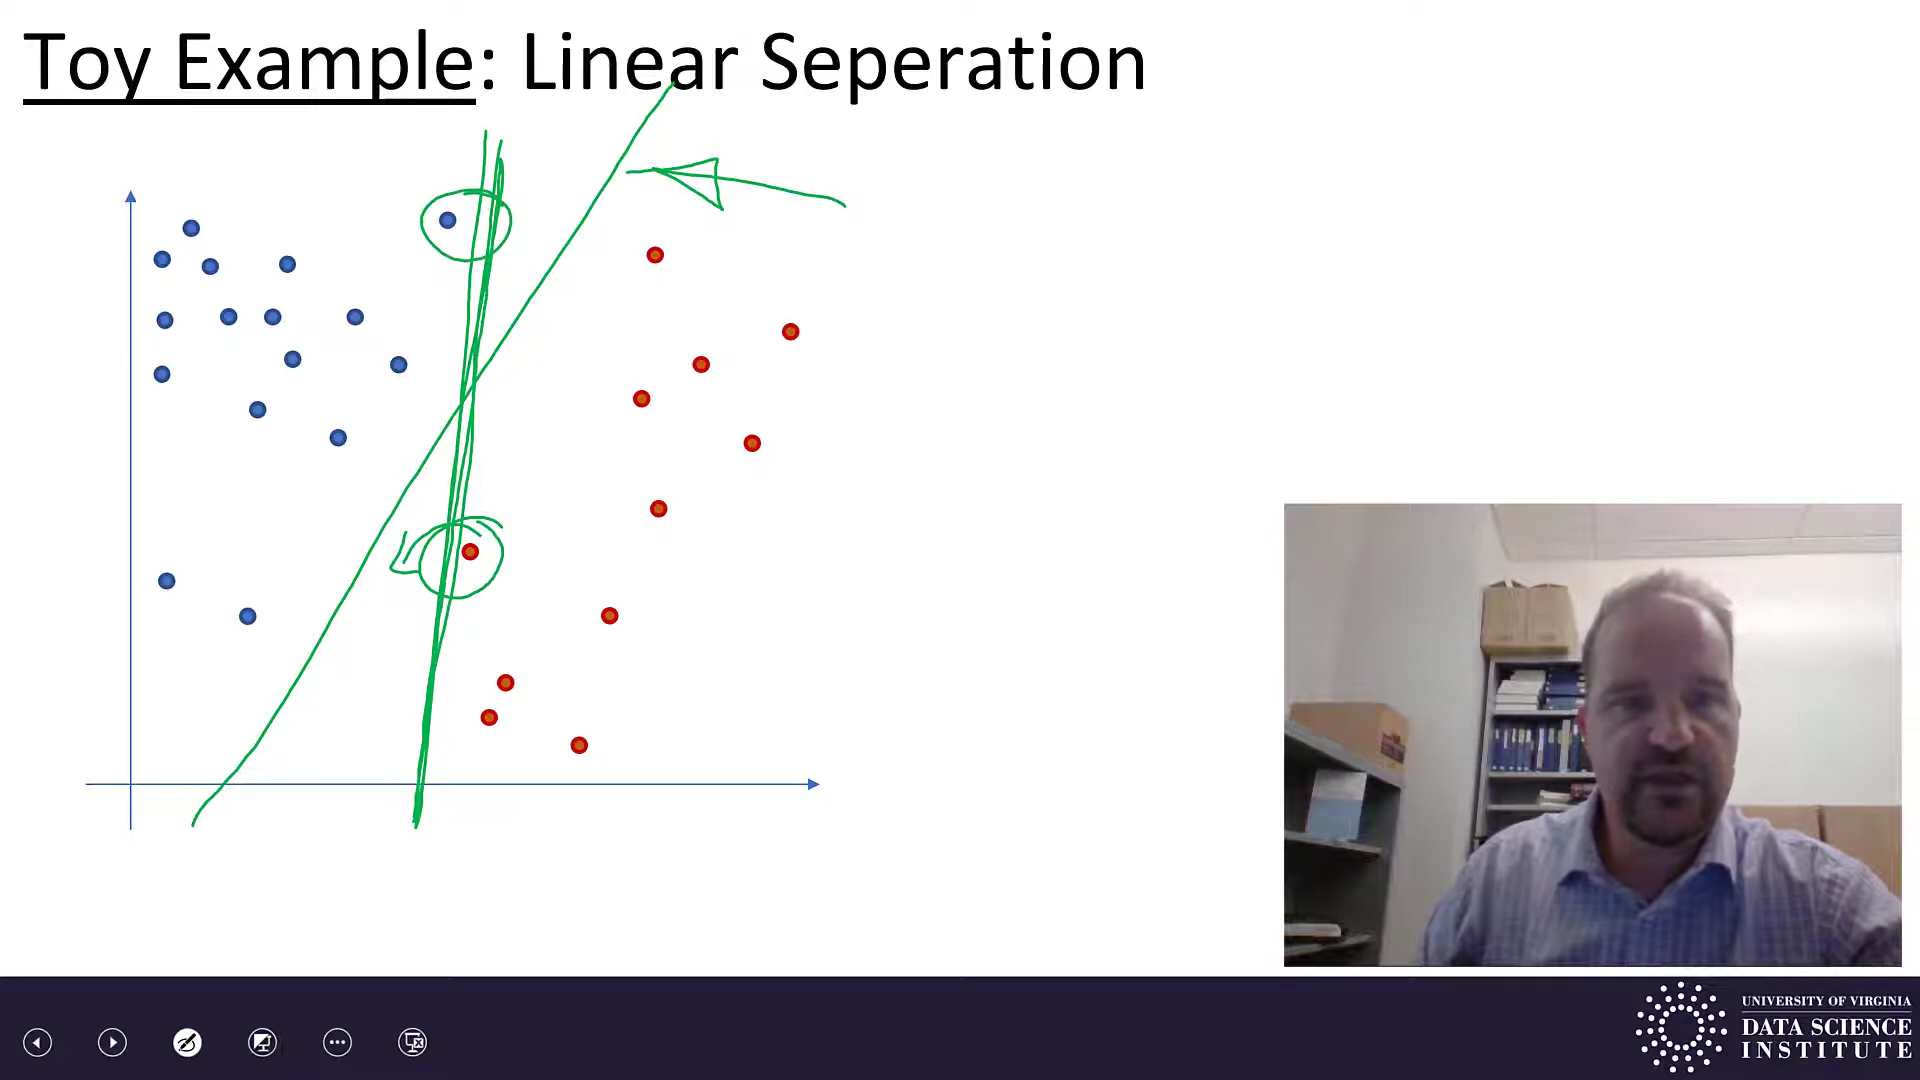 Toy Example: Linear Seperation
UNIVERSITY OF VIRGINIA
DATA SCIENCE
INSTITUTE